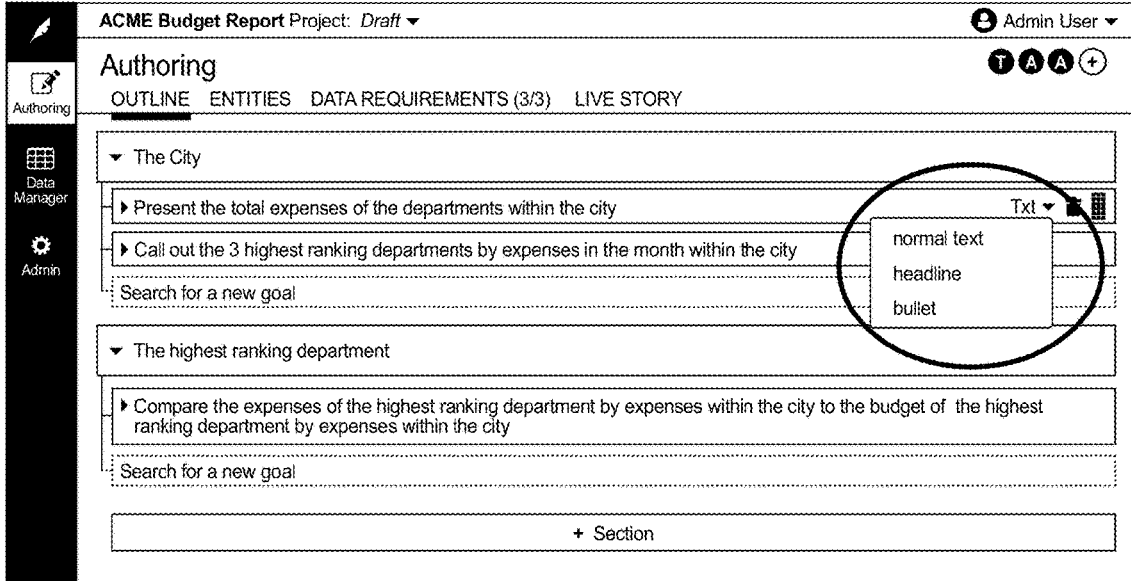 ACME Budget Report Project: Draft
Admin User
Authoring
T A A +
OUTLINE ENTITIES DATA REQUIREMENTS (3/3) LIVE STORY
Authoring
Data
Manager
Admin
The City
Present the total expenses of the departments within the city
Txt
Call out the 3 highest ranking departments by expenses in the month within the city
normal text
headline
bullet
Search for a new goal
The highest ranking department
Compare the expenses of the highest ranking department by expenses within the city to the budget of the highest
ranking department by expenses within the city
Search for a new goal
+ Section